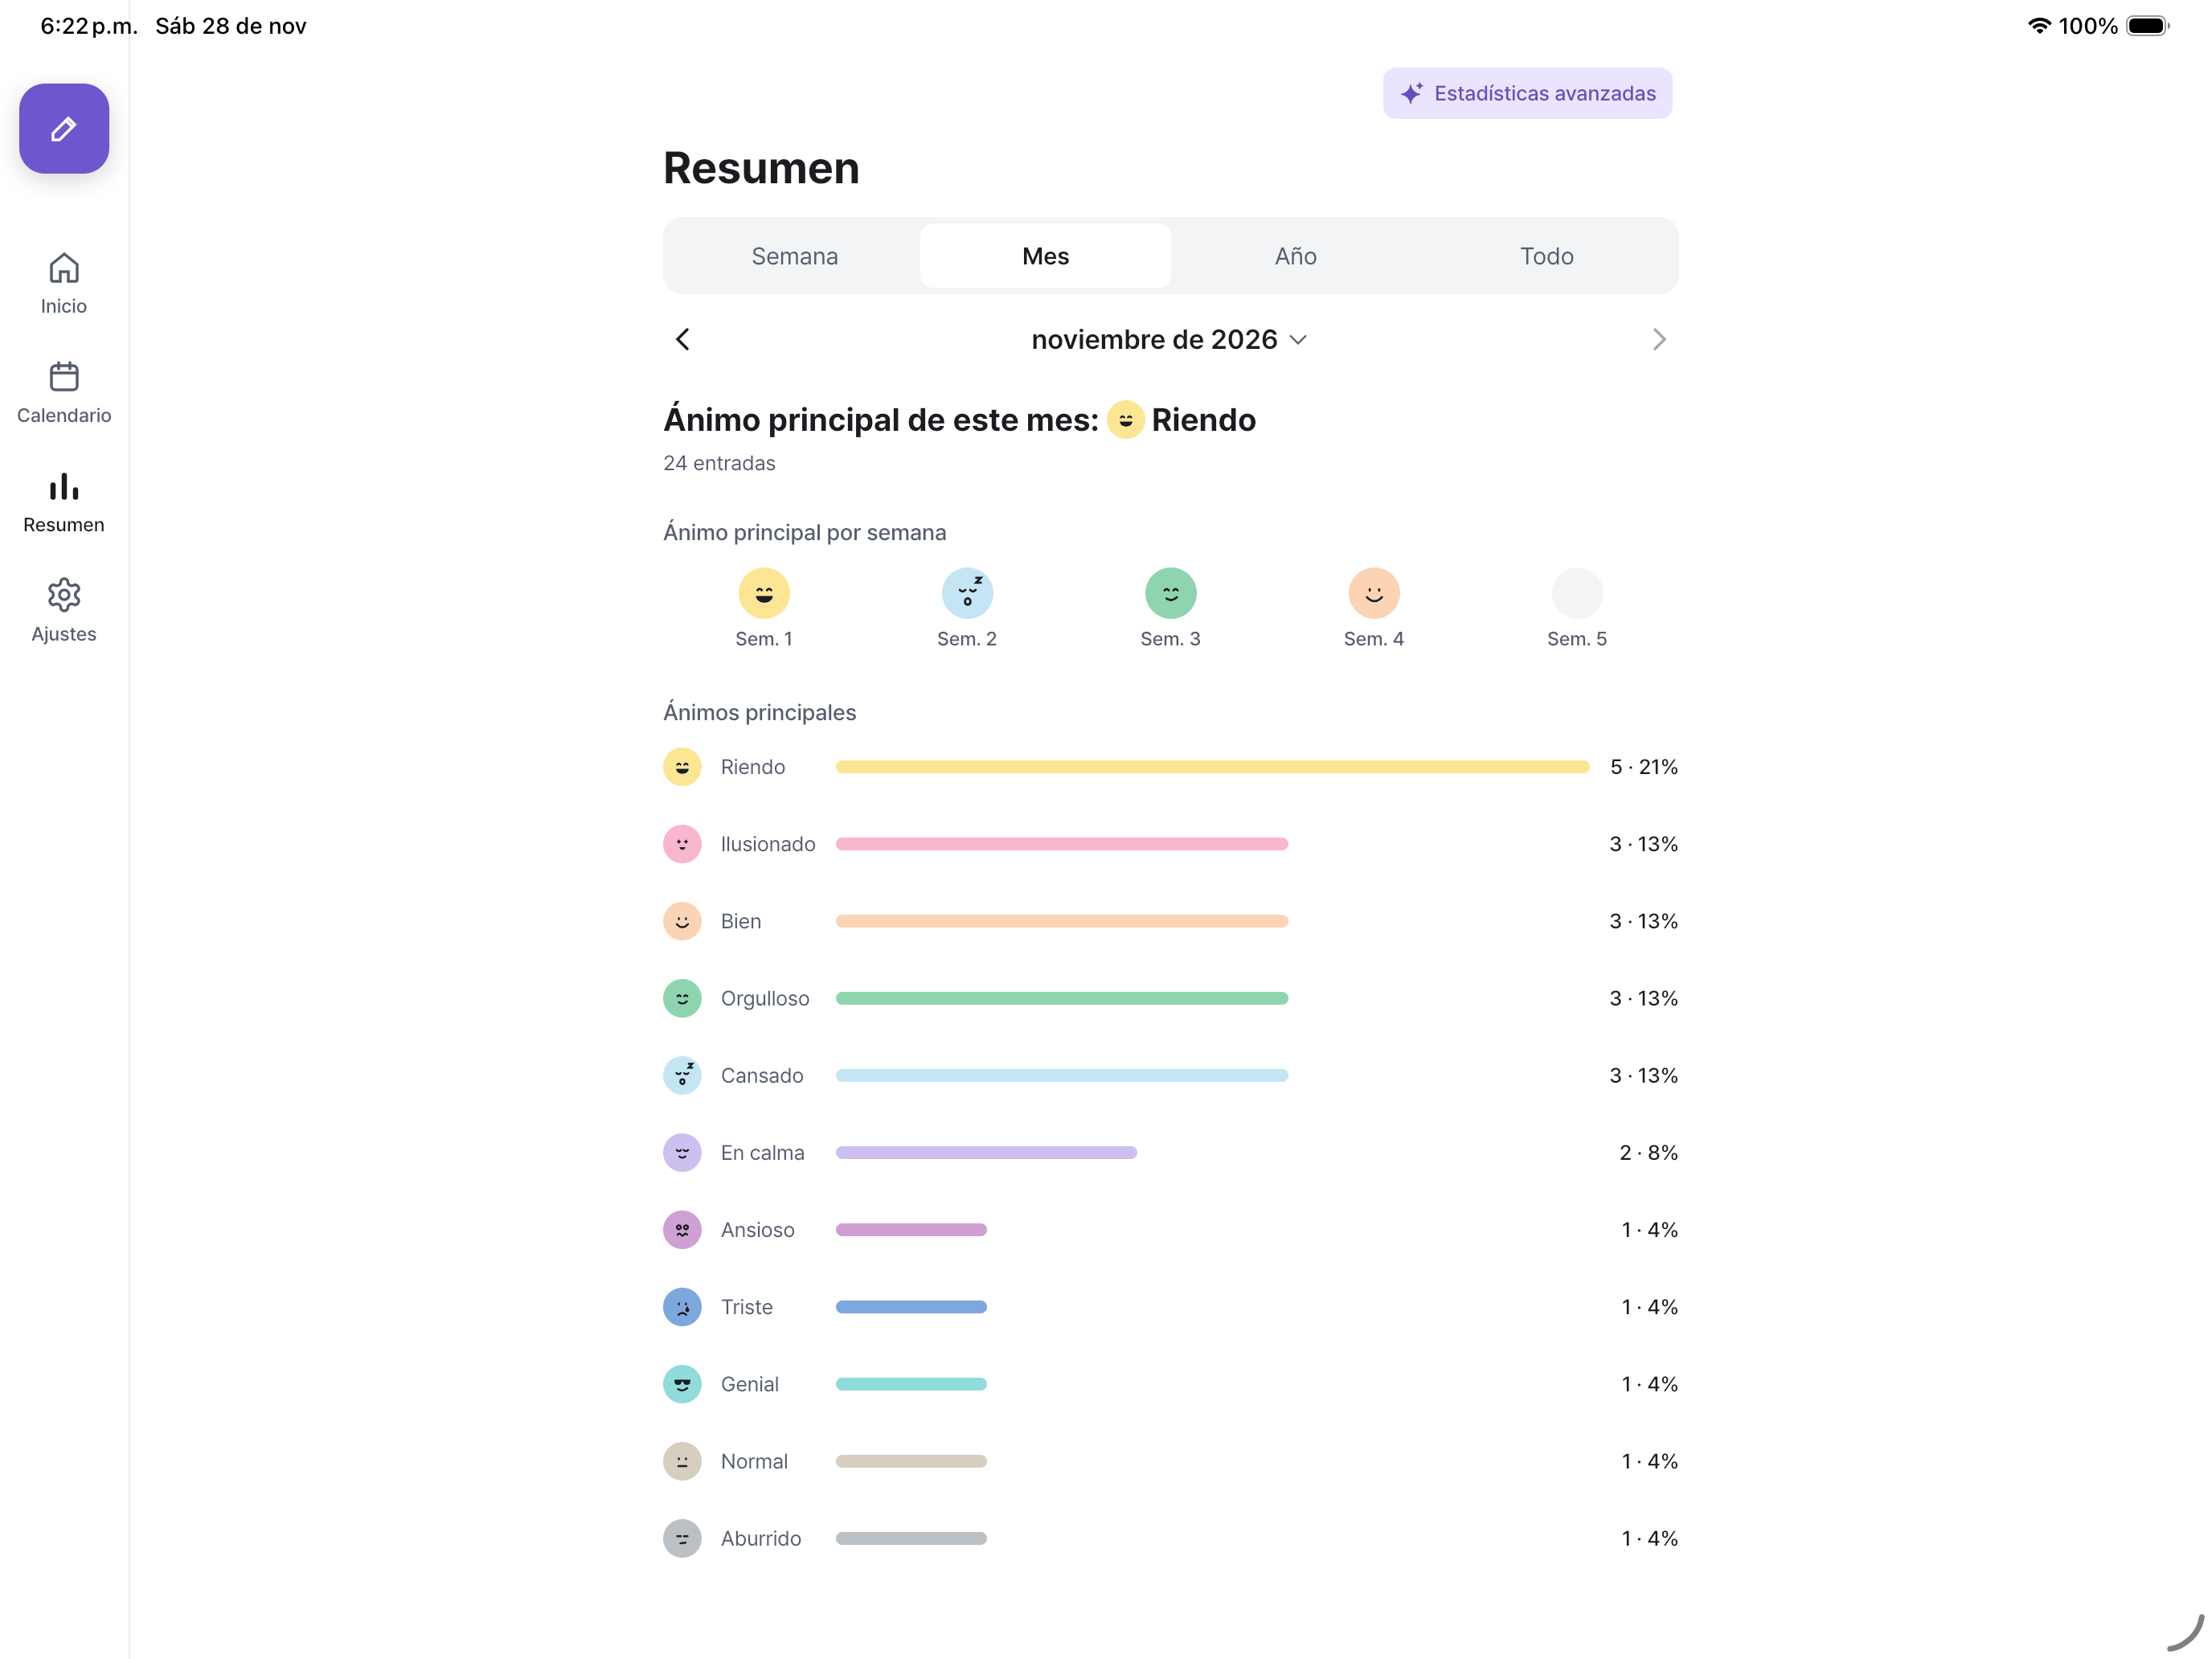 6:22 p.m. Sáb 28 de nov
100%
Estadísticas avanzadas
Resumen
Semana Mes Año Todo
noviembre de 2026
Ánimo principal de este mes: Riendo
24 entradas
Ánimo principal por semana
Sem. 1 Sem. 2 Sem. 3 Sem. 4 Sem. 5
Ánimos principales
Riendo 5 · 21%
Ilusionado 3 · 13%
Bien 3 · 13%
Orgulloso 3 · 13%
Cansado 3 · 13%
En calma 2 · 8%
Ansioso 1 · 4%
Triste 1 · 4%
Genial 1 · 4%
Normal 1 · 4%
Aburrido 1 · 4%
Inicio
Calendario
Resumen
Ajustes